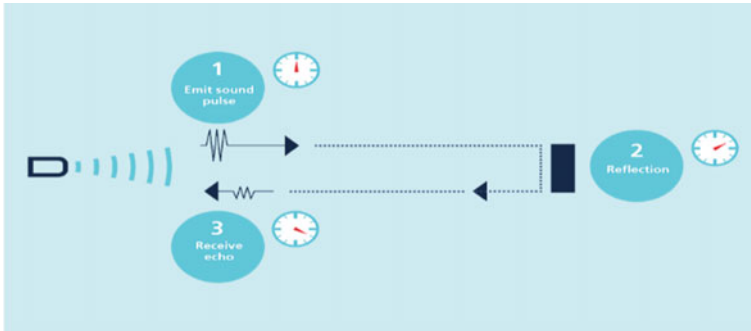 1
Emit sound
pulse
2
Reflection
3
Receive
echo